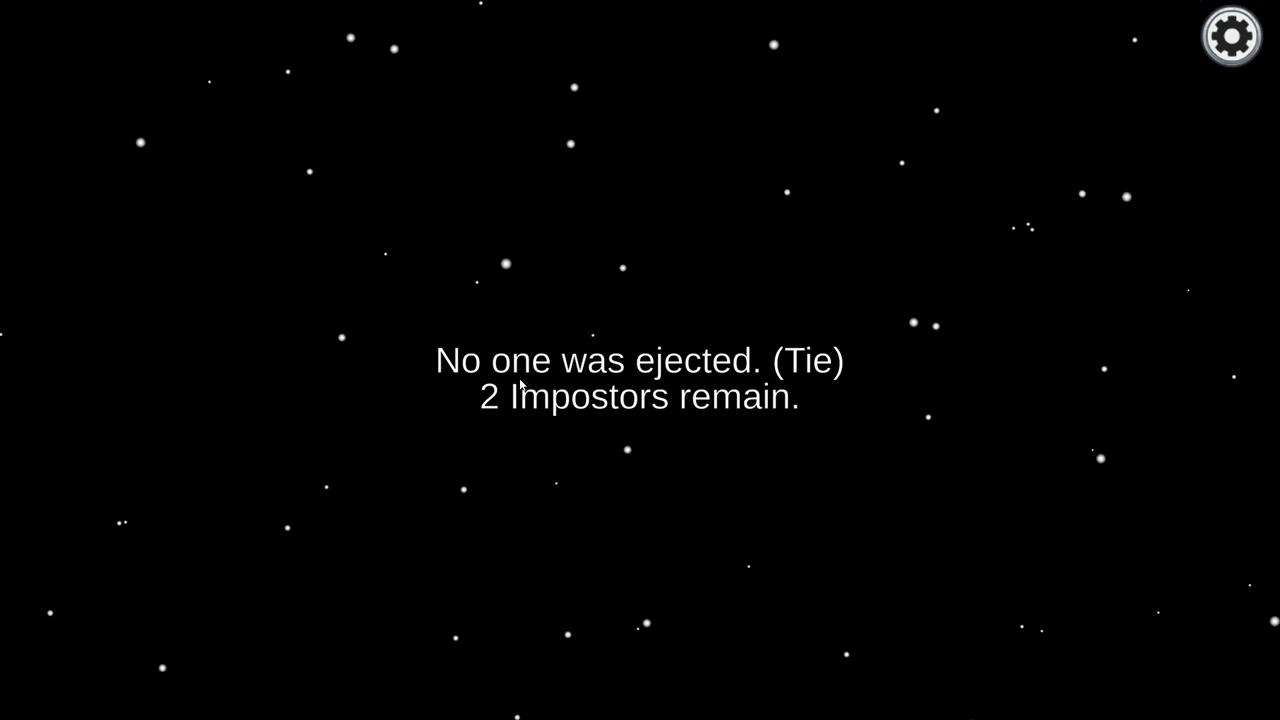 No one was ejected. (Tie)
2 Impostors remain.